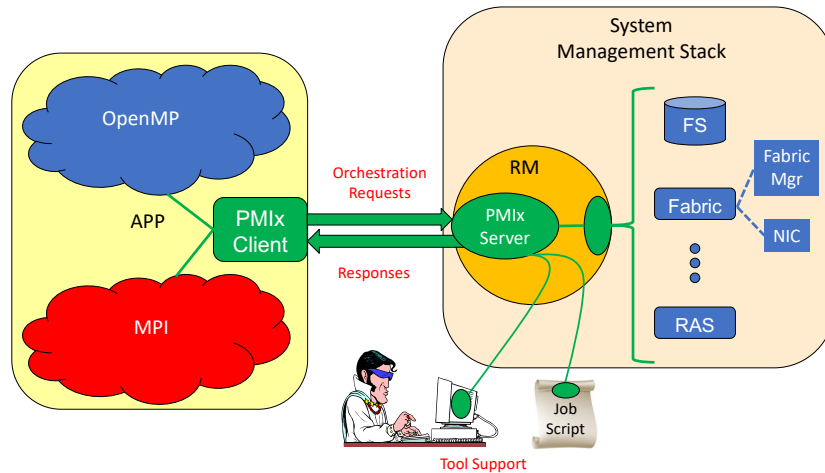 System
Management Stack
OpenMP
APP
MPI
PMIx
Client
Orchestration
Requests
Responses
RM
PMIx
Server
FS
Fabric
Mgr
Fabric
NIC
RAS
Job
Script
Tool Support